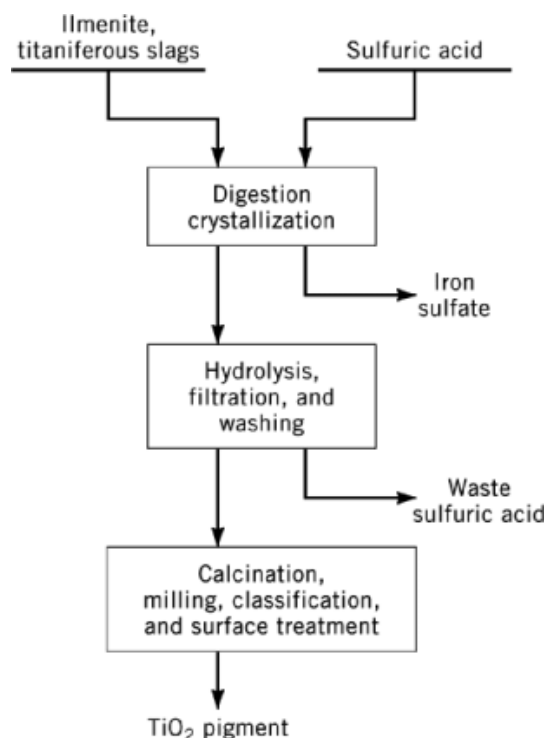 Ilmenite,
titaniferous slags
Sulfuric acid
Digestion
crystallization
Iron
sulfate
Hydrolysis,
filtration, and
washing
Waste
sulfuric acid
Calcination,
milling, classification,
and surface treatment
TiO₂ pigment